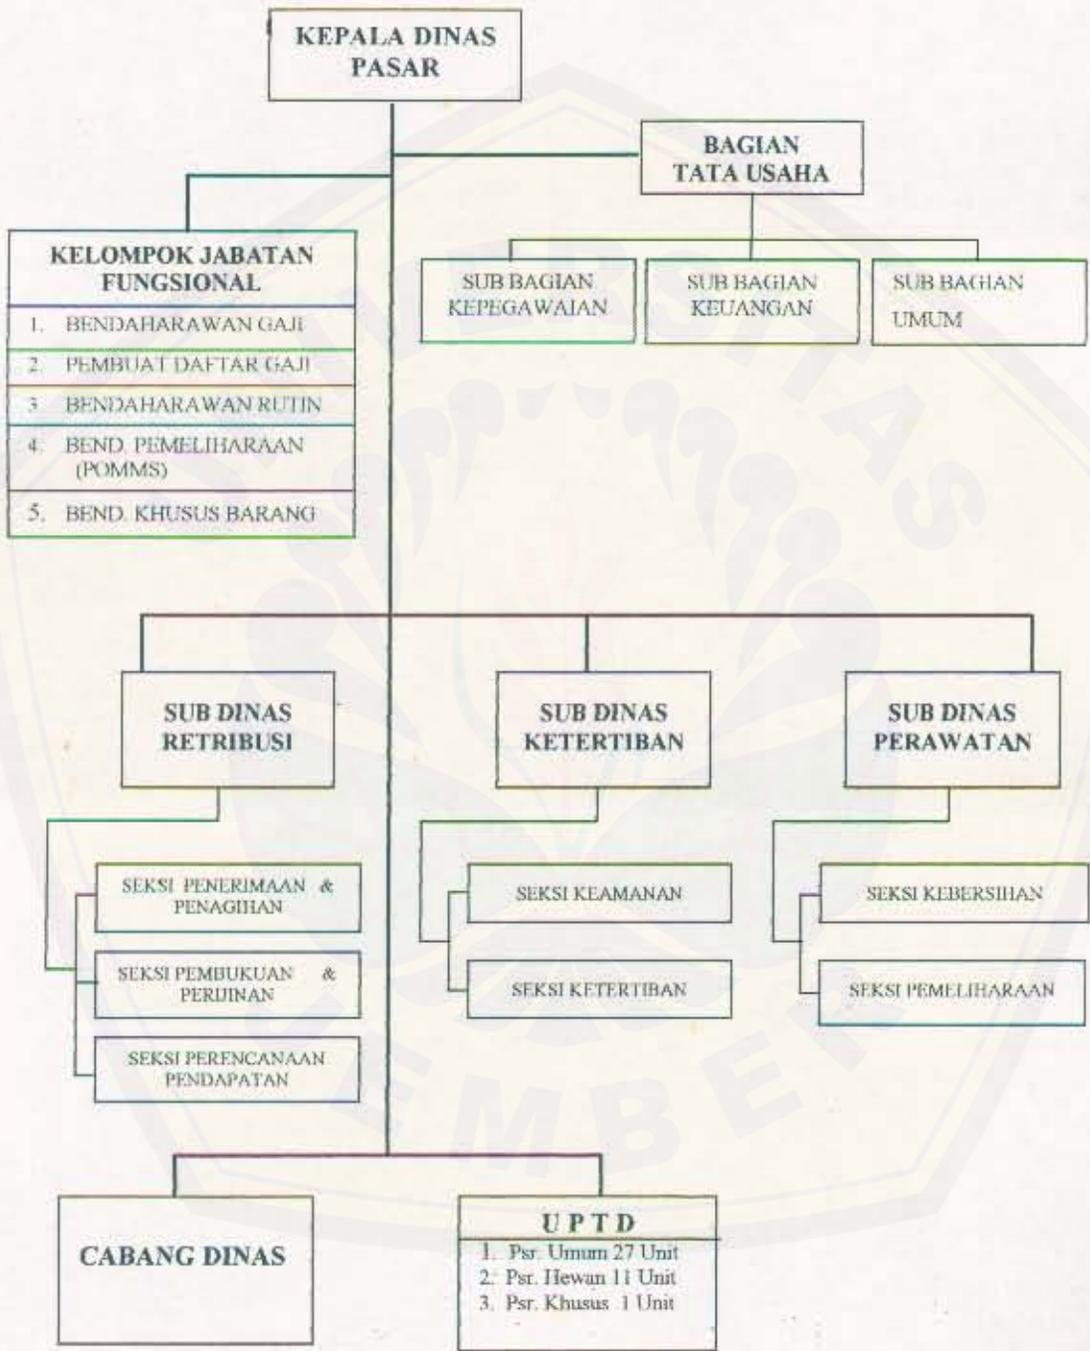 KEPALA DINAS
PASAR
BAGIAN
TATA USAHA
KELOMPOK JABATAN
FUNGSIONAL
1. BENDAHARAWAN GAJI
2. PEMBUAT DAFTAR GAJI
3. BENDAHARAWAN RUTIN
4. BEND. PEMELIHARAAN
(POMMS)
5. BEND. KHUSUS BARANG
SUB BAGIAN
KEPEGAWAIAN
SUB BAGIAN
KEUANGAN
SUB BAGIAN
UMUM
SUB DINAS
RETRIBUSI
SUB DINAS
KETERTIBAN
SUB DINAS
PERAWATAN
SEKSI PENERIMAAN &
PENAGIHAN
SEKSI PEMBUKUAN &
PERIJINAN
SEKSI PERENCANAAN
PENDAPATAN
SEKSI KEAMANAN
SEKSI KETERTIBAN
SEKSI KEBERSIHAN
SEKSI PEMELIHARAAN
CABANG DINAS
U P T D
1. Psr. Umum 27 Unit
2. Psr. Hewan 11 Unit
3. Psr. Khusus 1 Unit
UNIVERSITAS
JEMBER